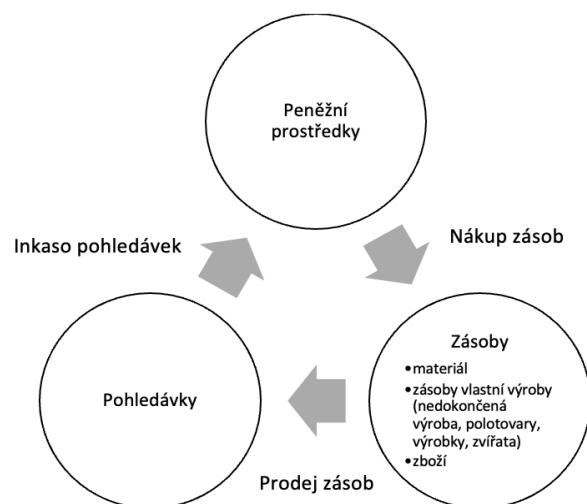 Peněžní
prostředky
Inkaso pohledávek
Nákup zásob
Zásoby
•materiál
•zásoby vlastní výroby
(nedokončená
výroba, polotovary,
výrobky, zvířata)
•zboží
Pohledávky
Prodej zásob